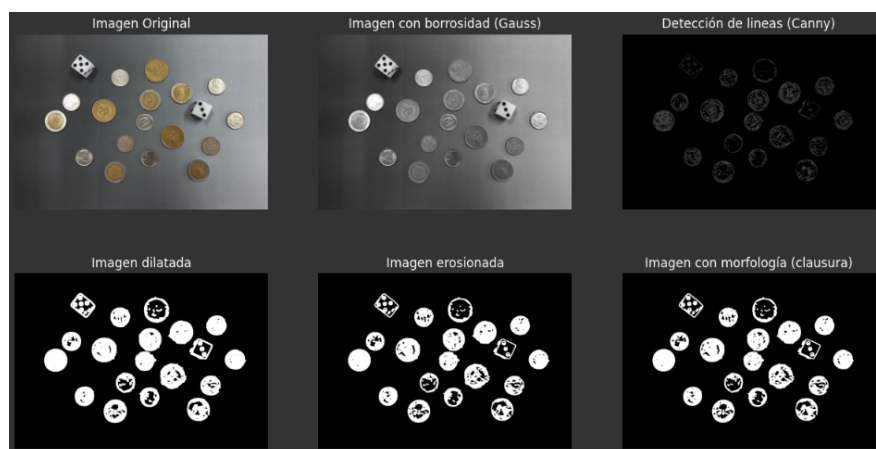 Imagen Original
Imagen con borrosidad (Gauss)
Detección de lineas (Canny)
Imagen dilatada
Imagen erosionada
Imagen con morfología (clausura)